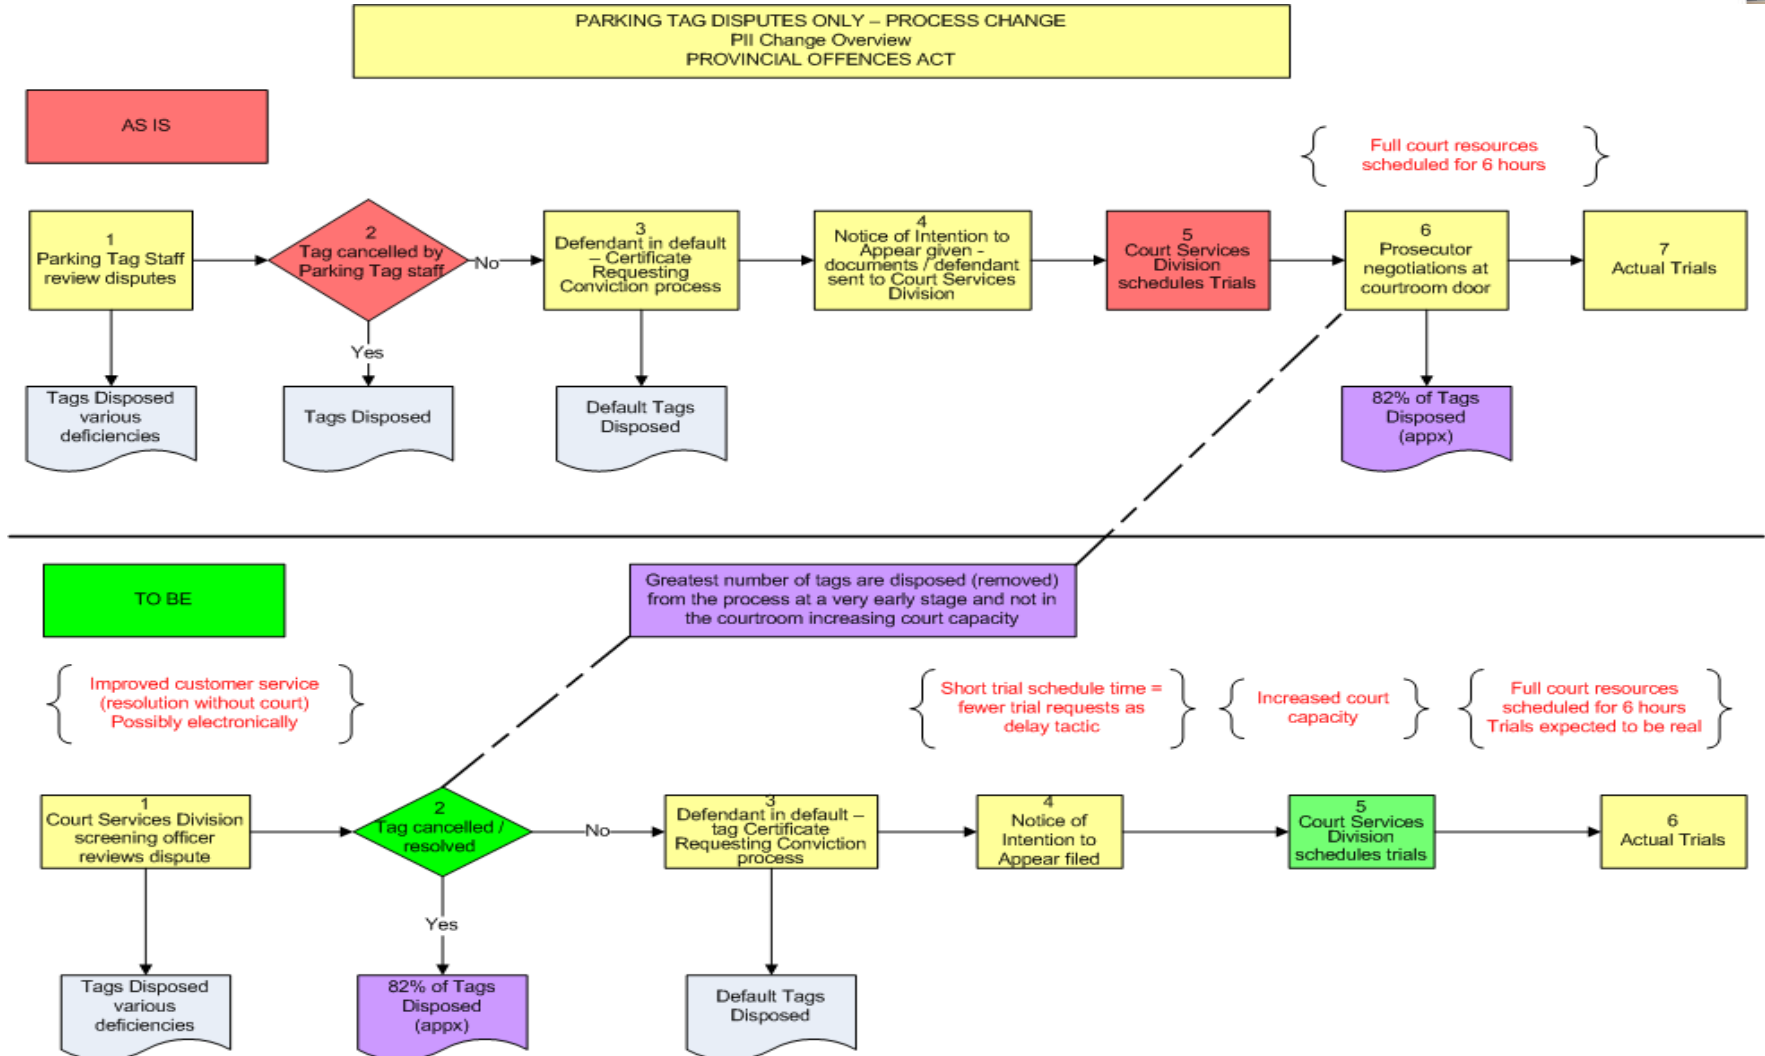 PARKING TAG DISPUTES ONLY – PROCESS CHANGE
PII Change Overview
PROVINCIAL OFFENCES ACT
AS IS
Full court resources
scheduled for 6 hours
1
Parking Tag Staff
review disputes
2
Tag cancelled by
Parking Tag staff
No
3
Defendant in default
– Certificate
Requesting
Conviction process
4
Notice of Intention to
Appear given -
documents / defendant
sent to Court Services
Division
5
Court Services
Division
schedules Trials
6
Prosecutor
negotiations at
courtroom door
7
Actual Trials
Yes
Tags Disposed
various
deficiencies
Tags Disposed
Default Tags
Disposed
82% of Tags
Disposed
(appx)
TO BE
Greatest number of tags are disposed (removed)
from the process at a very early stage and not in
the courtroom increasing court capacity
Improved customer service
(resolution without court)
Possibly electronically
Short trial schedule time =
fewer trial requests as
delay tactic
Increased court
capacity
Full court resources
scheduled for 6 hours
Trials expected to be real
1
Court Services Division
screening officer
reviews dispute
2
Tag cancelled /
resolved
No
3
Defendant in default –
tag Certificate
Requesting Conviction
process
4
Notice of
Intention to
Appear filed
5
Court Services
Division
schedules trials
6
Actual Trials
Yes
Tags Disposed
various
deficiencies
82% of Tags
Disposed
(appx)
Default Tags
Disposed